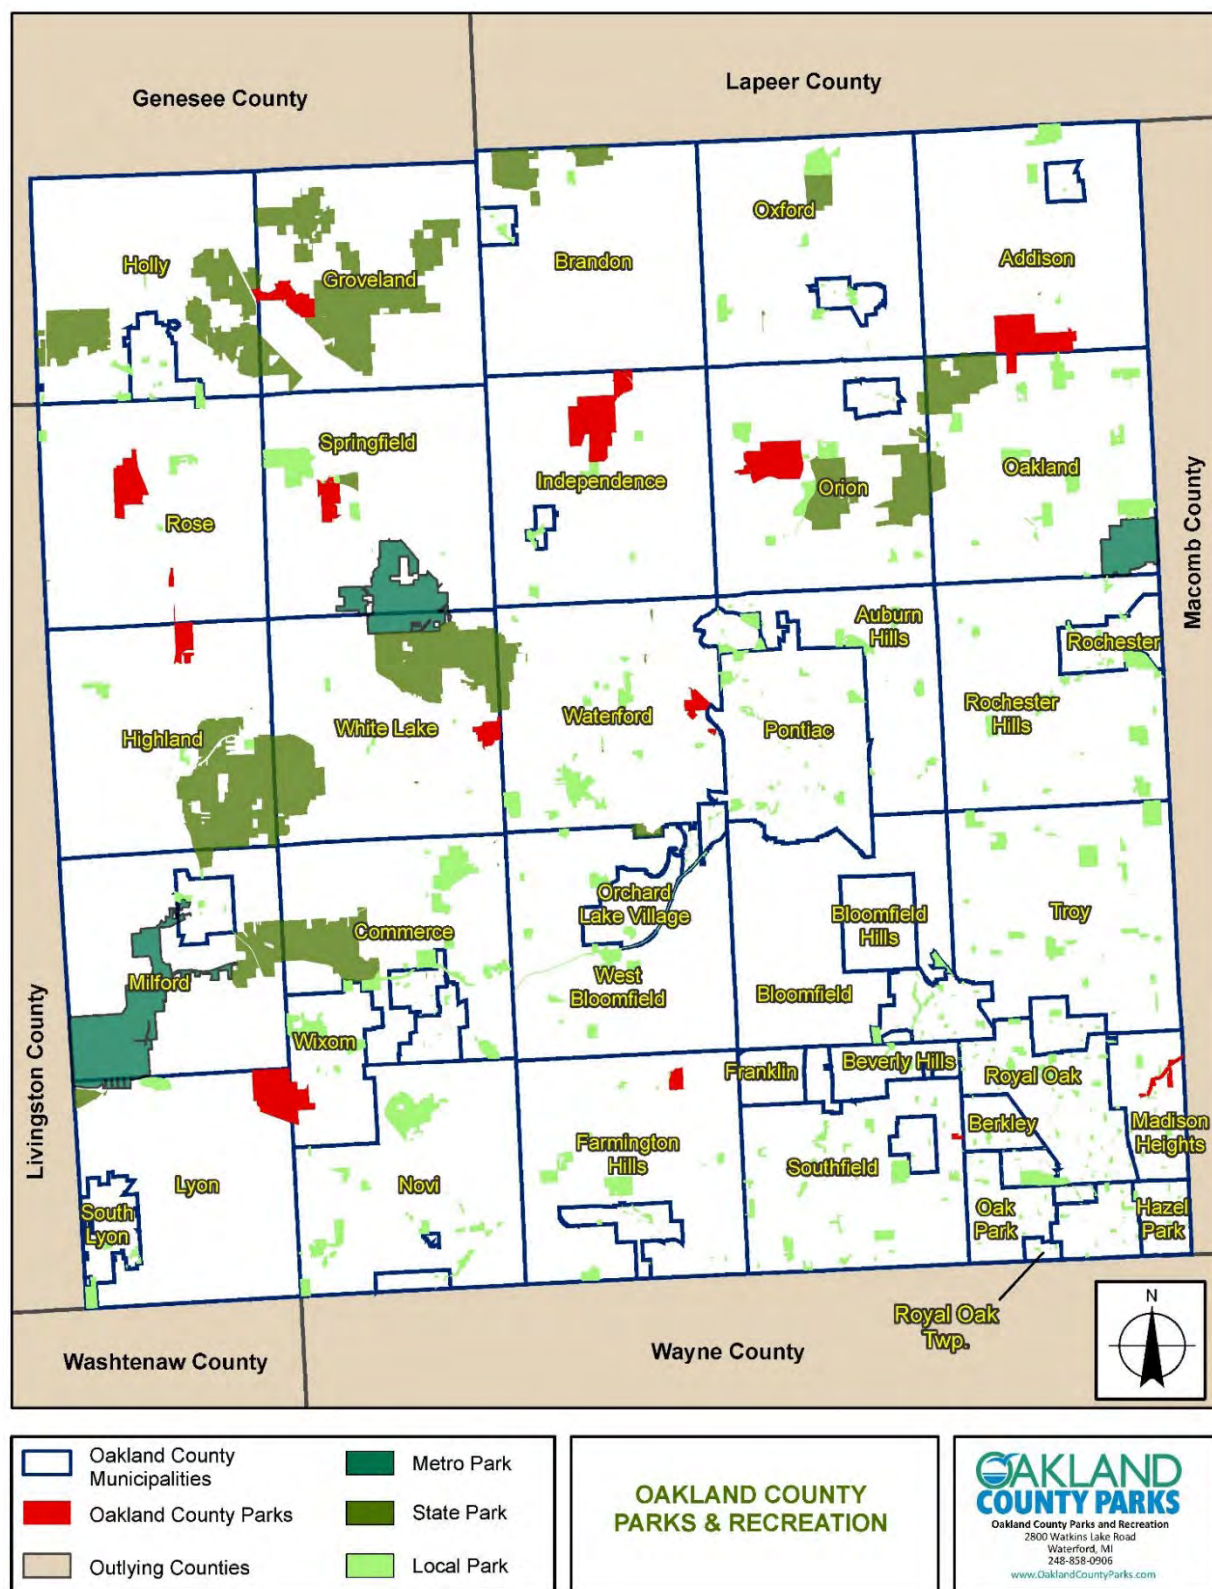 Genesee County
Lapeer County
Oxford
Holly
Groveland
Brandon
Addison
Springfield
Independence
Orion
Oakland
Rose
Macomb County
Auburn
Hills
Rochester
Highland
White Lake
Waterford
Pontiac
Rochester
Hills
Orchard
Lake Village
Bloomfield
Hills
Troy
Commerce
Milford
West
Bloomfield
Bloomfield
Wixom
Livingston County
Franklin
Beverly Hills
Royal Oak
Berkley
Madison
Heights
Farmington
Hills
Southfield
Lyon
Novi
South
Lyon
Oak
Park
Hazel
Park
Royal Oak
Twp.
N
Washtenaw County
Wayne County
Oakland County
Municipalities
Oakland County Parks
Outlying Counties
Metro Park
State Park
Local Park
OAKLAND COUNTY
PARKS & RECREATION
OAKLAND
COUNTY PARKS
Oakland County Parks and Recreation
2800 Watkins Lake Road
Waterford, MI
248-858-0906
www.OaklandCountyParks.com